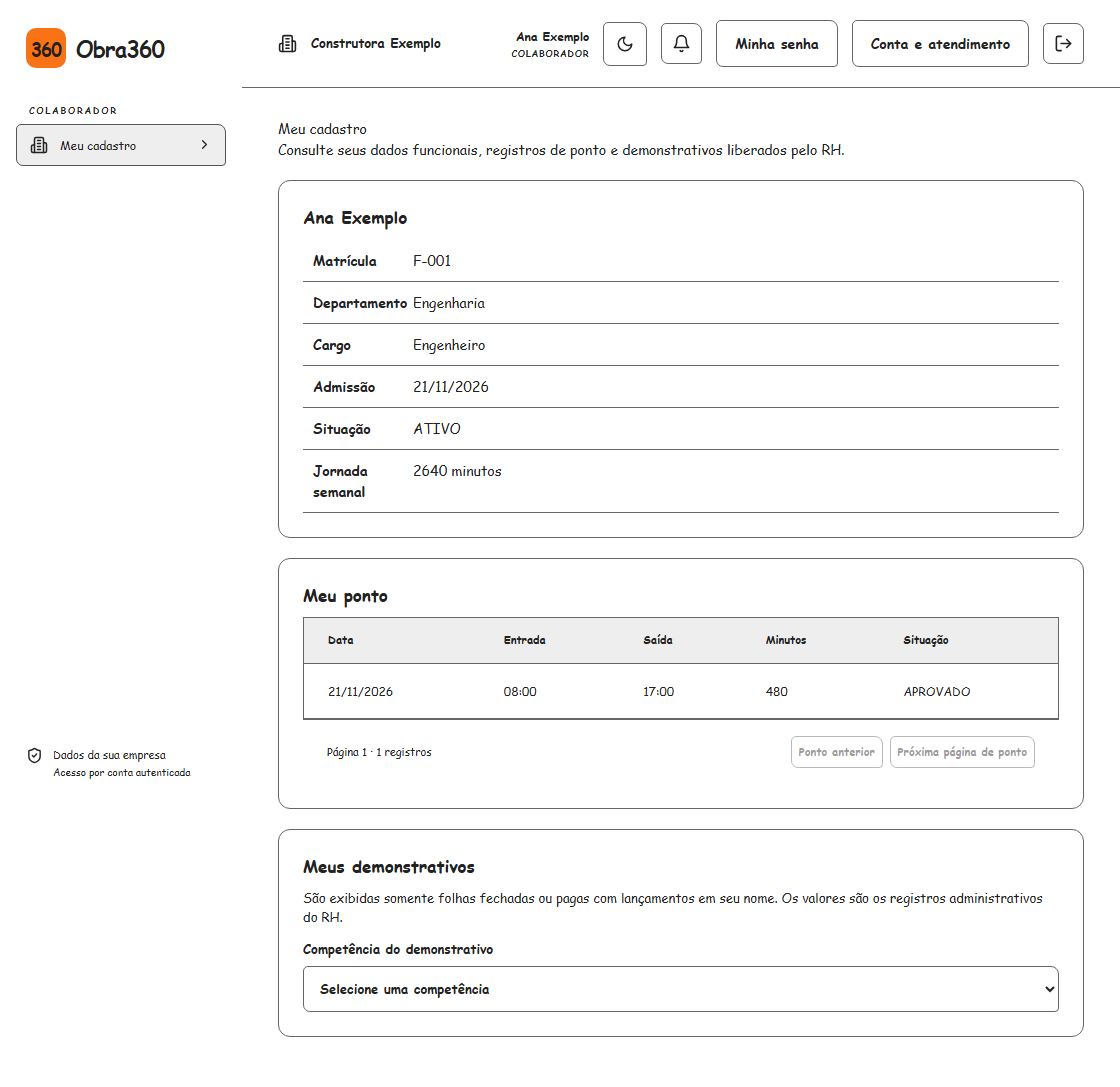 360 Obra360
Construtora Exemplo
Ana Exemplo
COLABORADOR
Minha senha
Conta e atendimento
COLABORADOR
Meu cadastro
Meu cadastro
Consulte seus dados funcionais, registros de ponto e demonstrativos liberados pelo RH.
Ana Exemplo
Matrícula F-001
Departamento Engenharia
Cargo Engenheiro
Admissão 21/11/2026
Situação ATIVO
Jornada semanal 2640 minutos
Meu ponto
Data Entrada Saída Minutos Situação
21/11/2026 08:00 17:00 480 APROVADO
Página 1 · 1 registros
Ponto anterior
Próxima página de ponto
Dados da sua empresa
Acesso por conta autenticada
Meus demonstrativos
São exibidas somente folhas fechadas ou pagas com lançamentos em seu nome. Os valores são os registros administrativos
do RH.
Competência do demonstrativo
Selecione uma competência